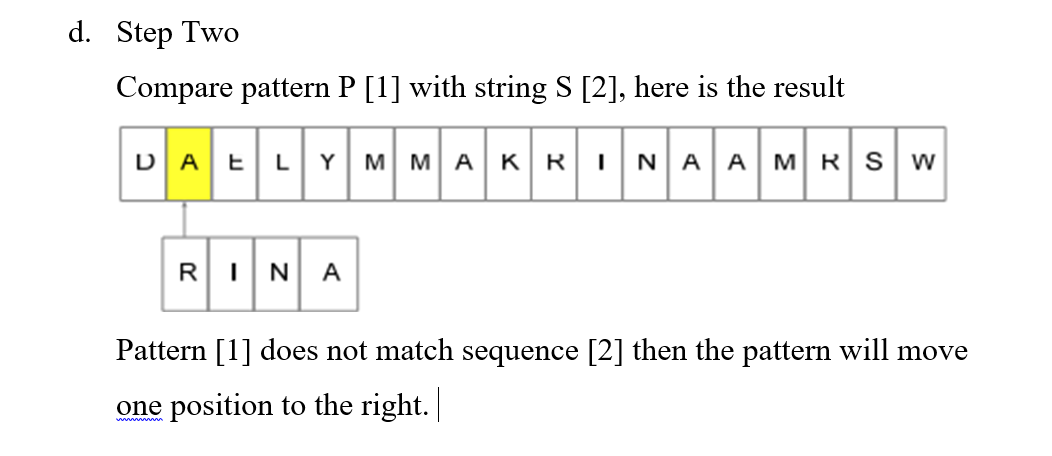 d. Step Two
Compare pattern P [1] with string S [2], here is the result
D A E L Y M M A K R I N A A M R S W
R I N A
Pattern [1] does not match sequence [2] then the pattern will move
one position to the right.